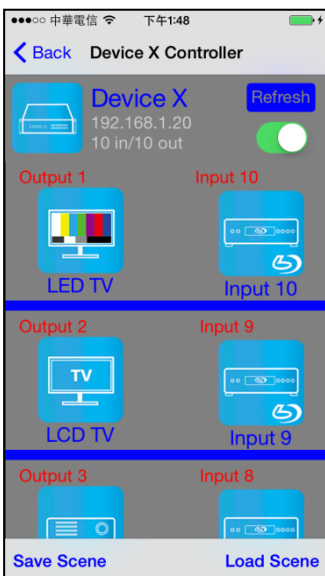 中華電信 下午1:48
Back Device X Controller
Device X
Refresh
192.168.1.20
10 in/10 out
Output 1 Input 10
LED TV Input 10
Output 2 Input 9
TV
LCD TV Input 9
Output 3 Input 8
Save Scene Load Scene